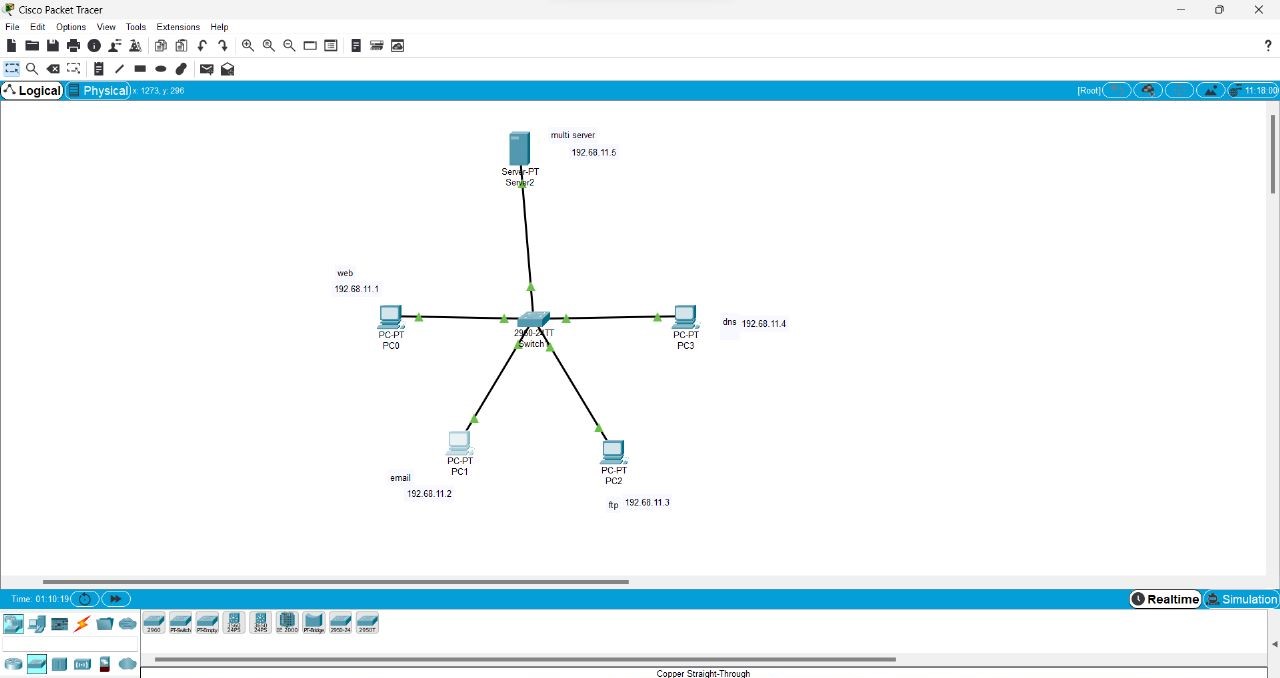 Cisco Packet Tracer
File Edit Options View Tools Extensions Help
?
Logical Physical x: 1273, y: 296 [Root] 11:18:00
multi server
192.68.11.5
Server-PT
Server2
web
192.68.11.1
PC-PT
PC0
2960-24TT
Switch
PC-PT
PC3
dns 192.68.11.4
PC-PT
PC1
email
192.68.11.2
PC-PT
PC2
ftp 192.68.11.3
Time: 01:10:19 Realtime Simulation
2960 PT-Switch PT-Empty 24PS 24PS IE 2000 PT-Bridge 2950-24 2950T
Copper Straight-Through